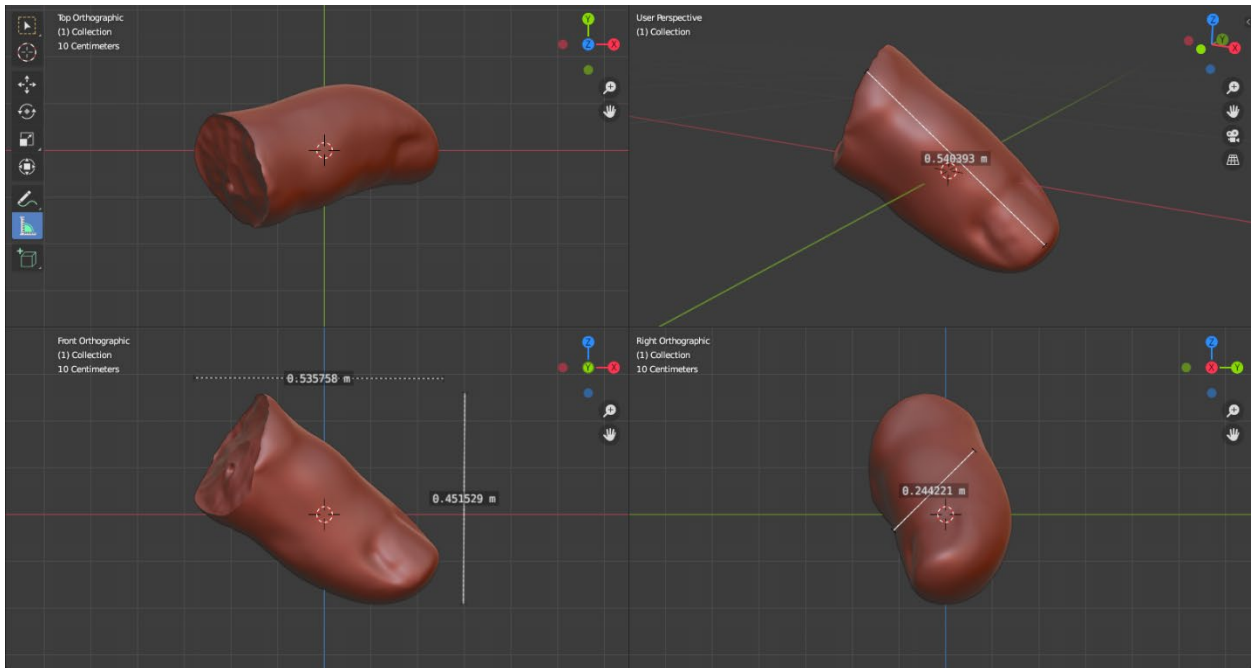 Top Orthographic
(1) Collection
10 Centimeters
Y
Z
X
User Perspective
(1) Collection
Z
Y
X
0.540393 m
Front Orthographic
(1) Collection
10 Centimeters
Z
Y
X
0.535758 m
0.451529 m
Right Orthographic
(1) Collection
10 Centimeters
Z
X
Y
0.244221 m